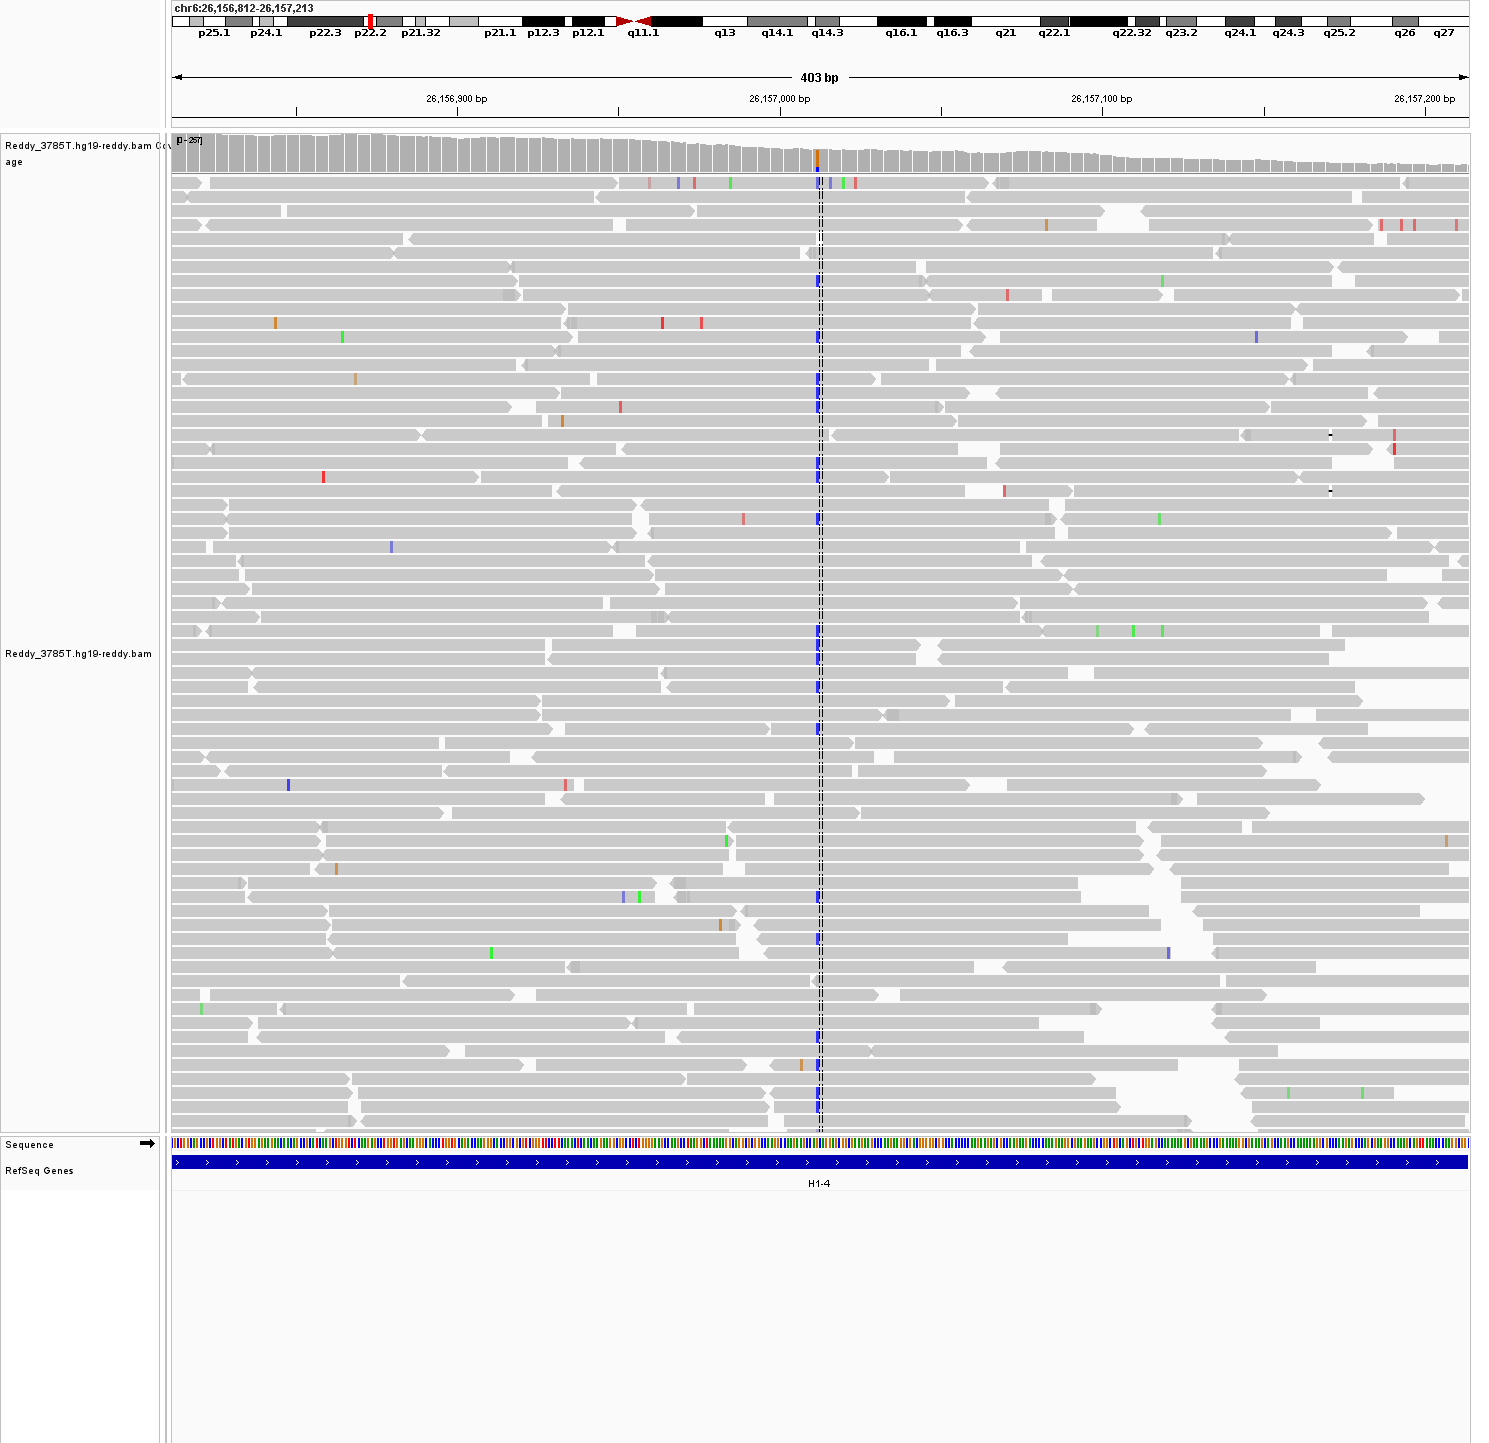 chr6:26,156,812-26,157,213
p25.1 p24.1 p22.3 p22.2 p21.32 p21.1 p12.3 p12.1 q11.1 q13 q14.1 q14.3 q16.1 q16.3 q21 q22.1 q22.32 q23.2 q24.1 q24.3 q25.2 q26 q27
403 bp
26,156,900 bp 26,157,000 bp 26,157,100 bp 26,157,200 bp
[0 - 257]
Reddy_3785T.hg19-reddy.bam Cov
age
Reddy_3785T.hg19-reddy.bam
Sequence
RefSeq Genes
H1-4